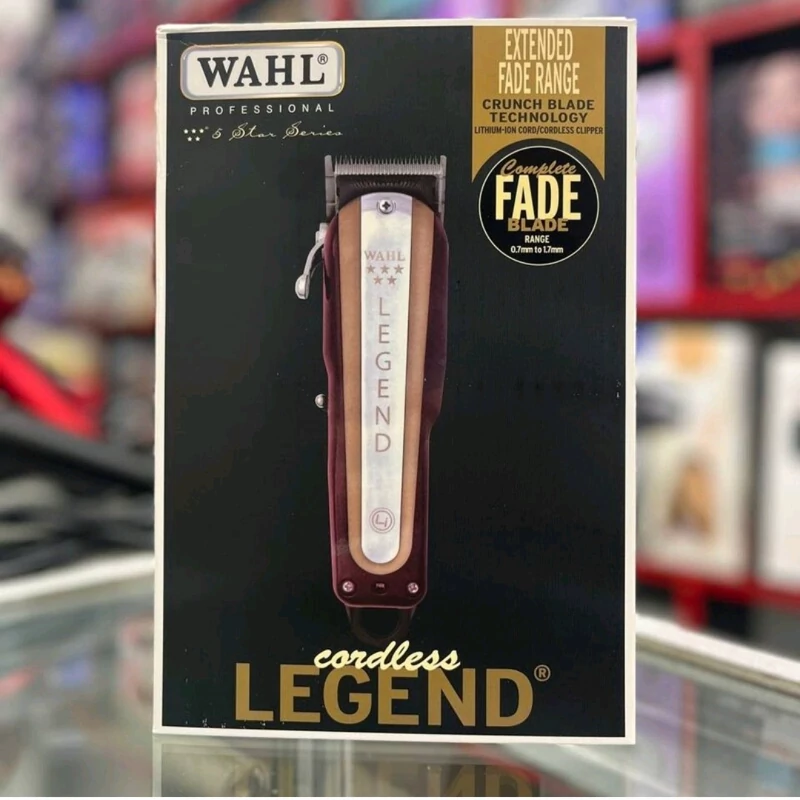 WAHL®
PROFESSIONAL
5 Star Series
EXTENDED
FADE RANGE
CRUNCH BLADE
TECHNOLOGY
LITHIUM-ION CORD/CORDLESS CLIPPER
Complete
FADE
BLADE
RANGE
0.7mm to 1.7mm
WAHL
LEGEND
Li
cordless
LEGEND®